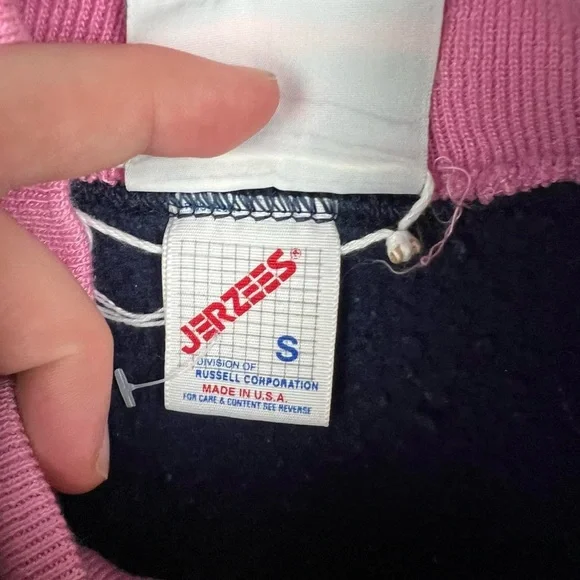 JERZEES
S
DIVISION OF
RUSSELL CORPORATION
MADE IN U.S.A.
FOR CARE & CONTENT SEE REVERSE